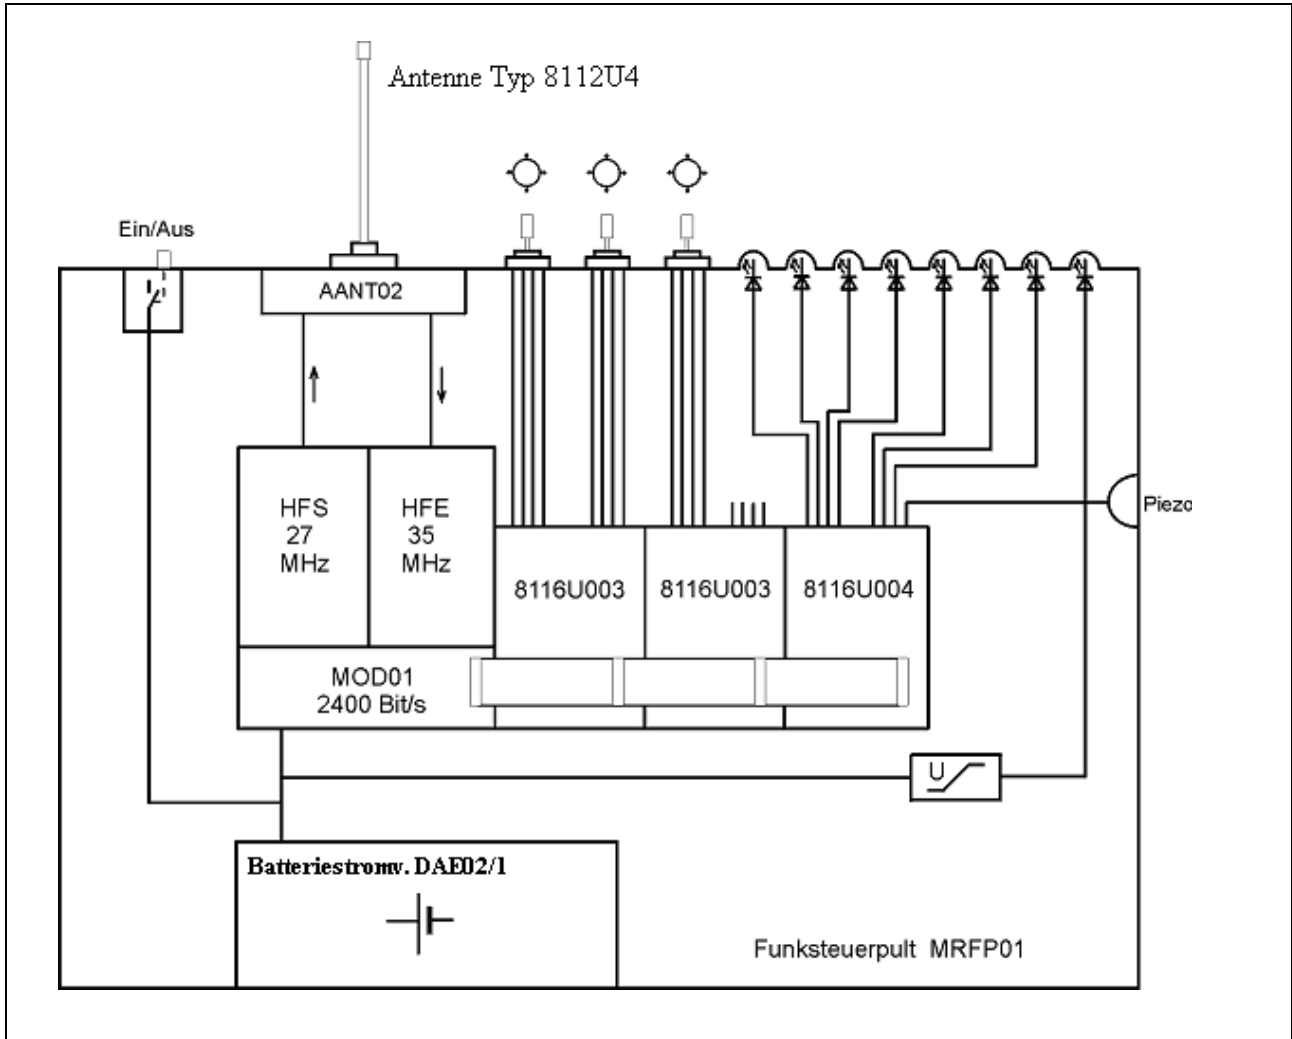 Antenne Typ 8112U4
Ein/Aus
AANT02
HFS
27
MHz
HFE
35
MHz
Piezo
8116U003
8116U003
8116U004
MOD01
2400 Bit/s
U
Batteriestromv. DAE02/1
Funksteuerpult MRFP01